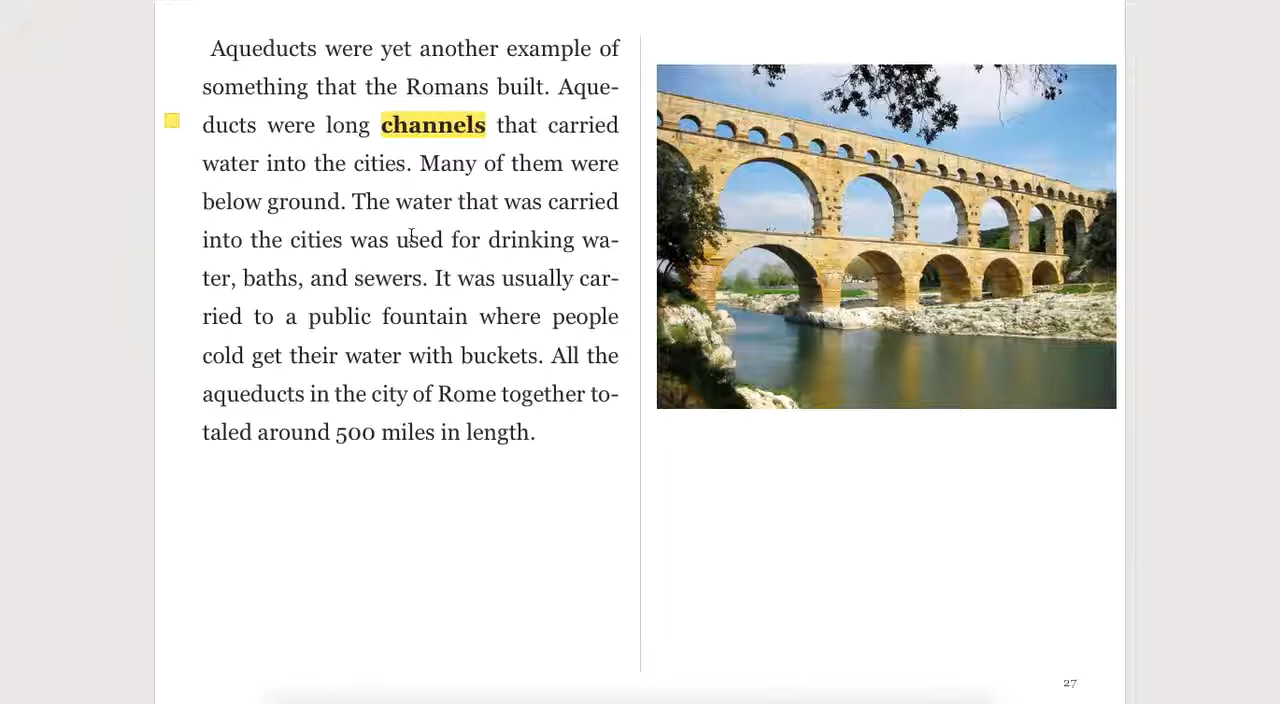 Aqueducts were yet another example of
something that the Romans built. Aque-
ducts were long channels that carried
water into the cities. Many of them were
below ground. The water that was carried
into the cities was used for drinking wa-
ter, baths, and sewers. It was usually car-
ried to a public fountain where people
cold get their water with buckets. All the
aqueducts in the city of Rome together to-
taled around 500 miles in length.
27